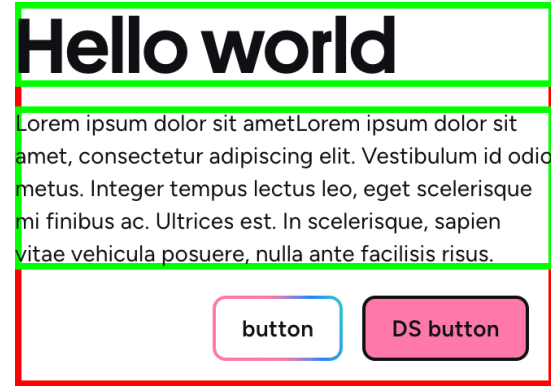 Hello world
Lorem ipsum dolor sit ametLorem ipsum dolor sit
amet, consectetur adipiscing elit. Vestibulum id odio
metus. Integer tempus lectus leo, eget scelerisque
mi finibus ac. Ultrices est. In scelerisque, sapien
vitae vehicula posuere, nulla ante facilisis risus.
button
DS button